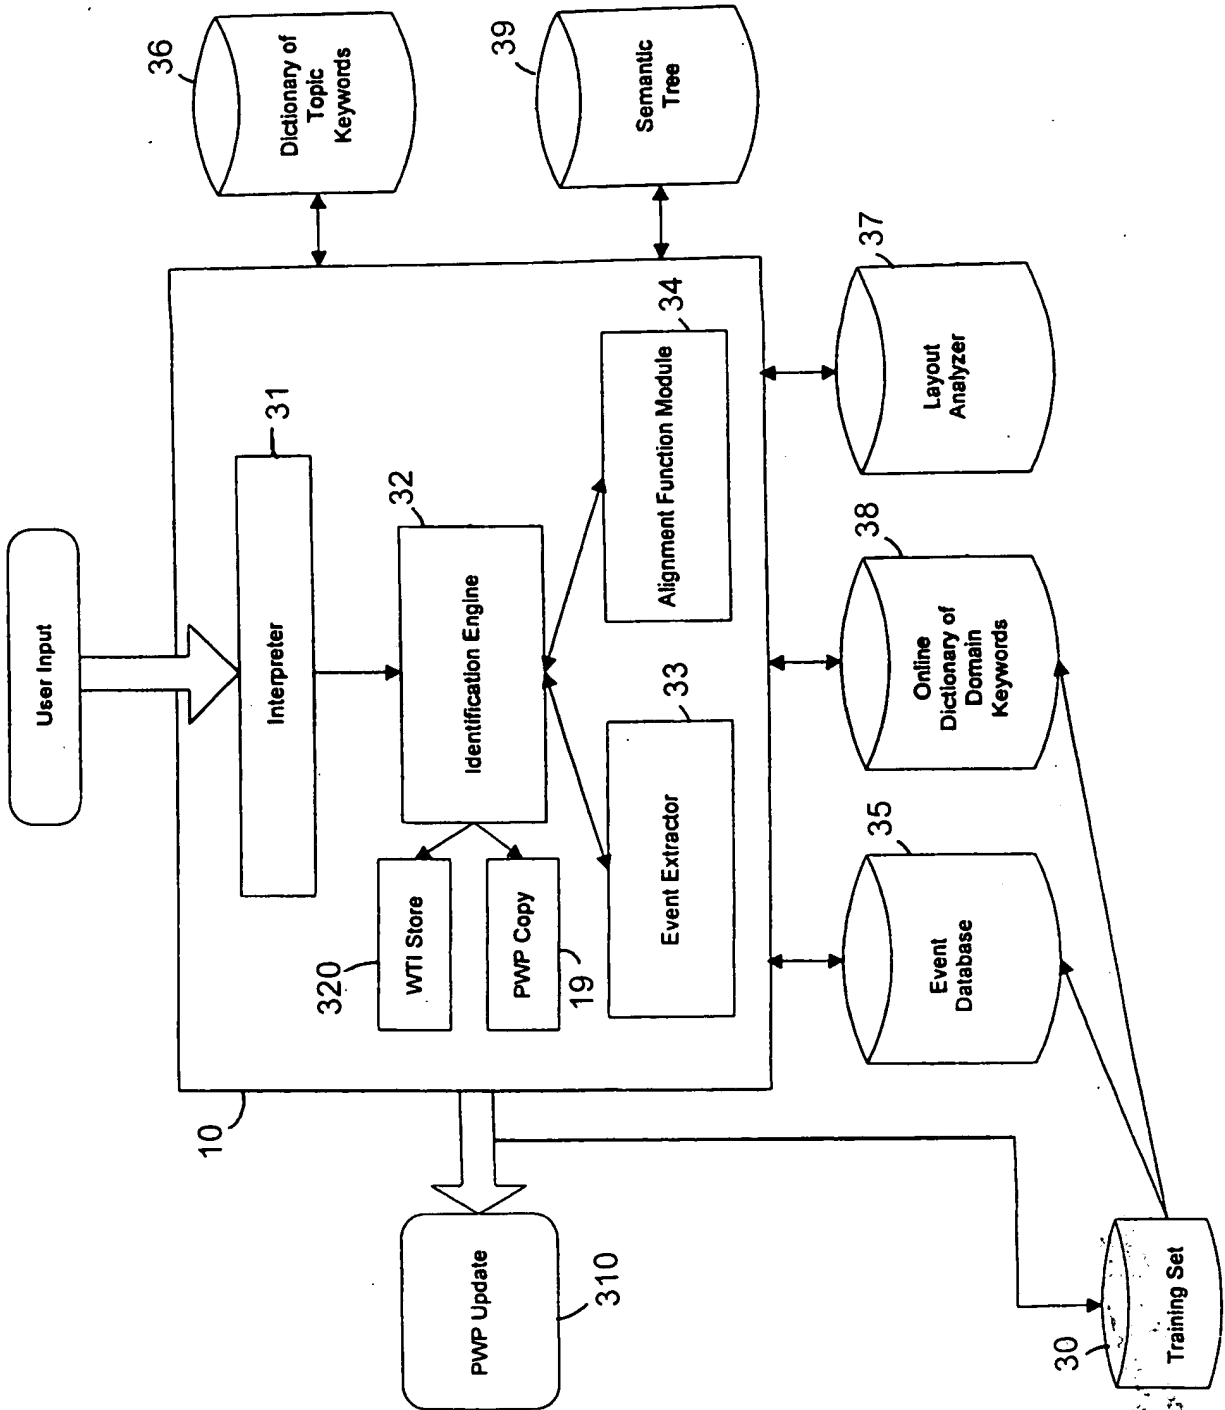 User Input
36
Dictionary of
Topic
Keywords
10
31
Interpreter
32
Identification Engine
320
WTI Store
PWP Copy
19
PWP Update
310
39
Semantic
Tree
33
Event Extractor
34
Alignment Function Module
35
Event
Database
38
Online
Dictionary of
Domain
Keywords
37
Layout
Analyzer
30
Training Set